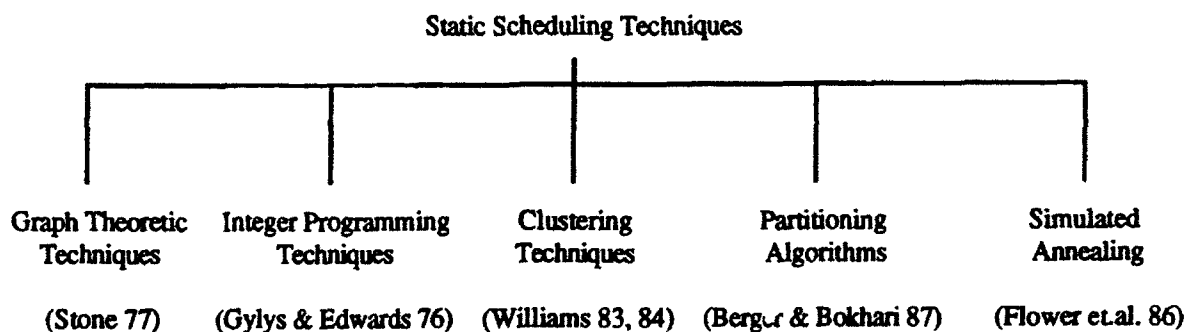 Static Scheduling Techniques
Graph Theoretic
Techniques
Integer Programming
Techniques
Clustering
Techniques
Partitioning
Algorithms
Simulated
Annealing
(Stone 77)
(Gylys & Edwards 76)
(Williams 83, 84)
(Berger & Bokhari 87)
(Flower et.al. 86)